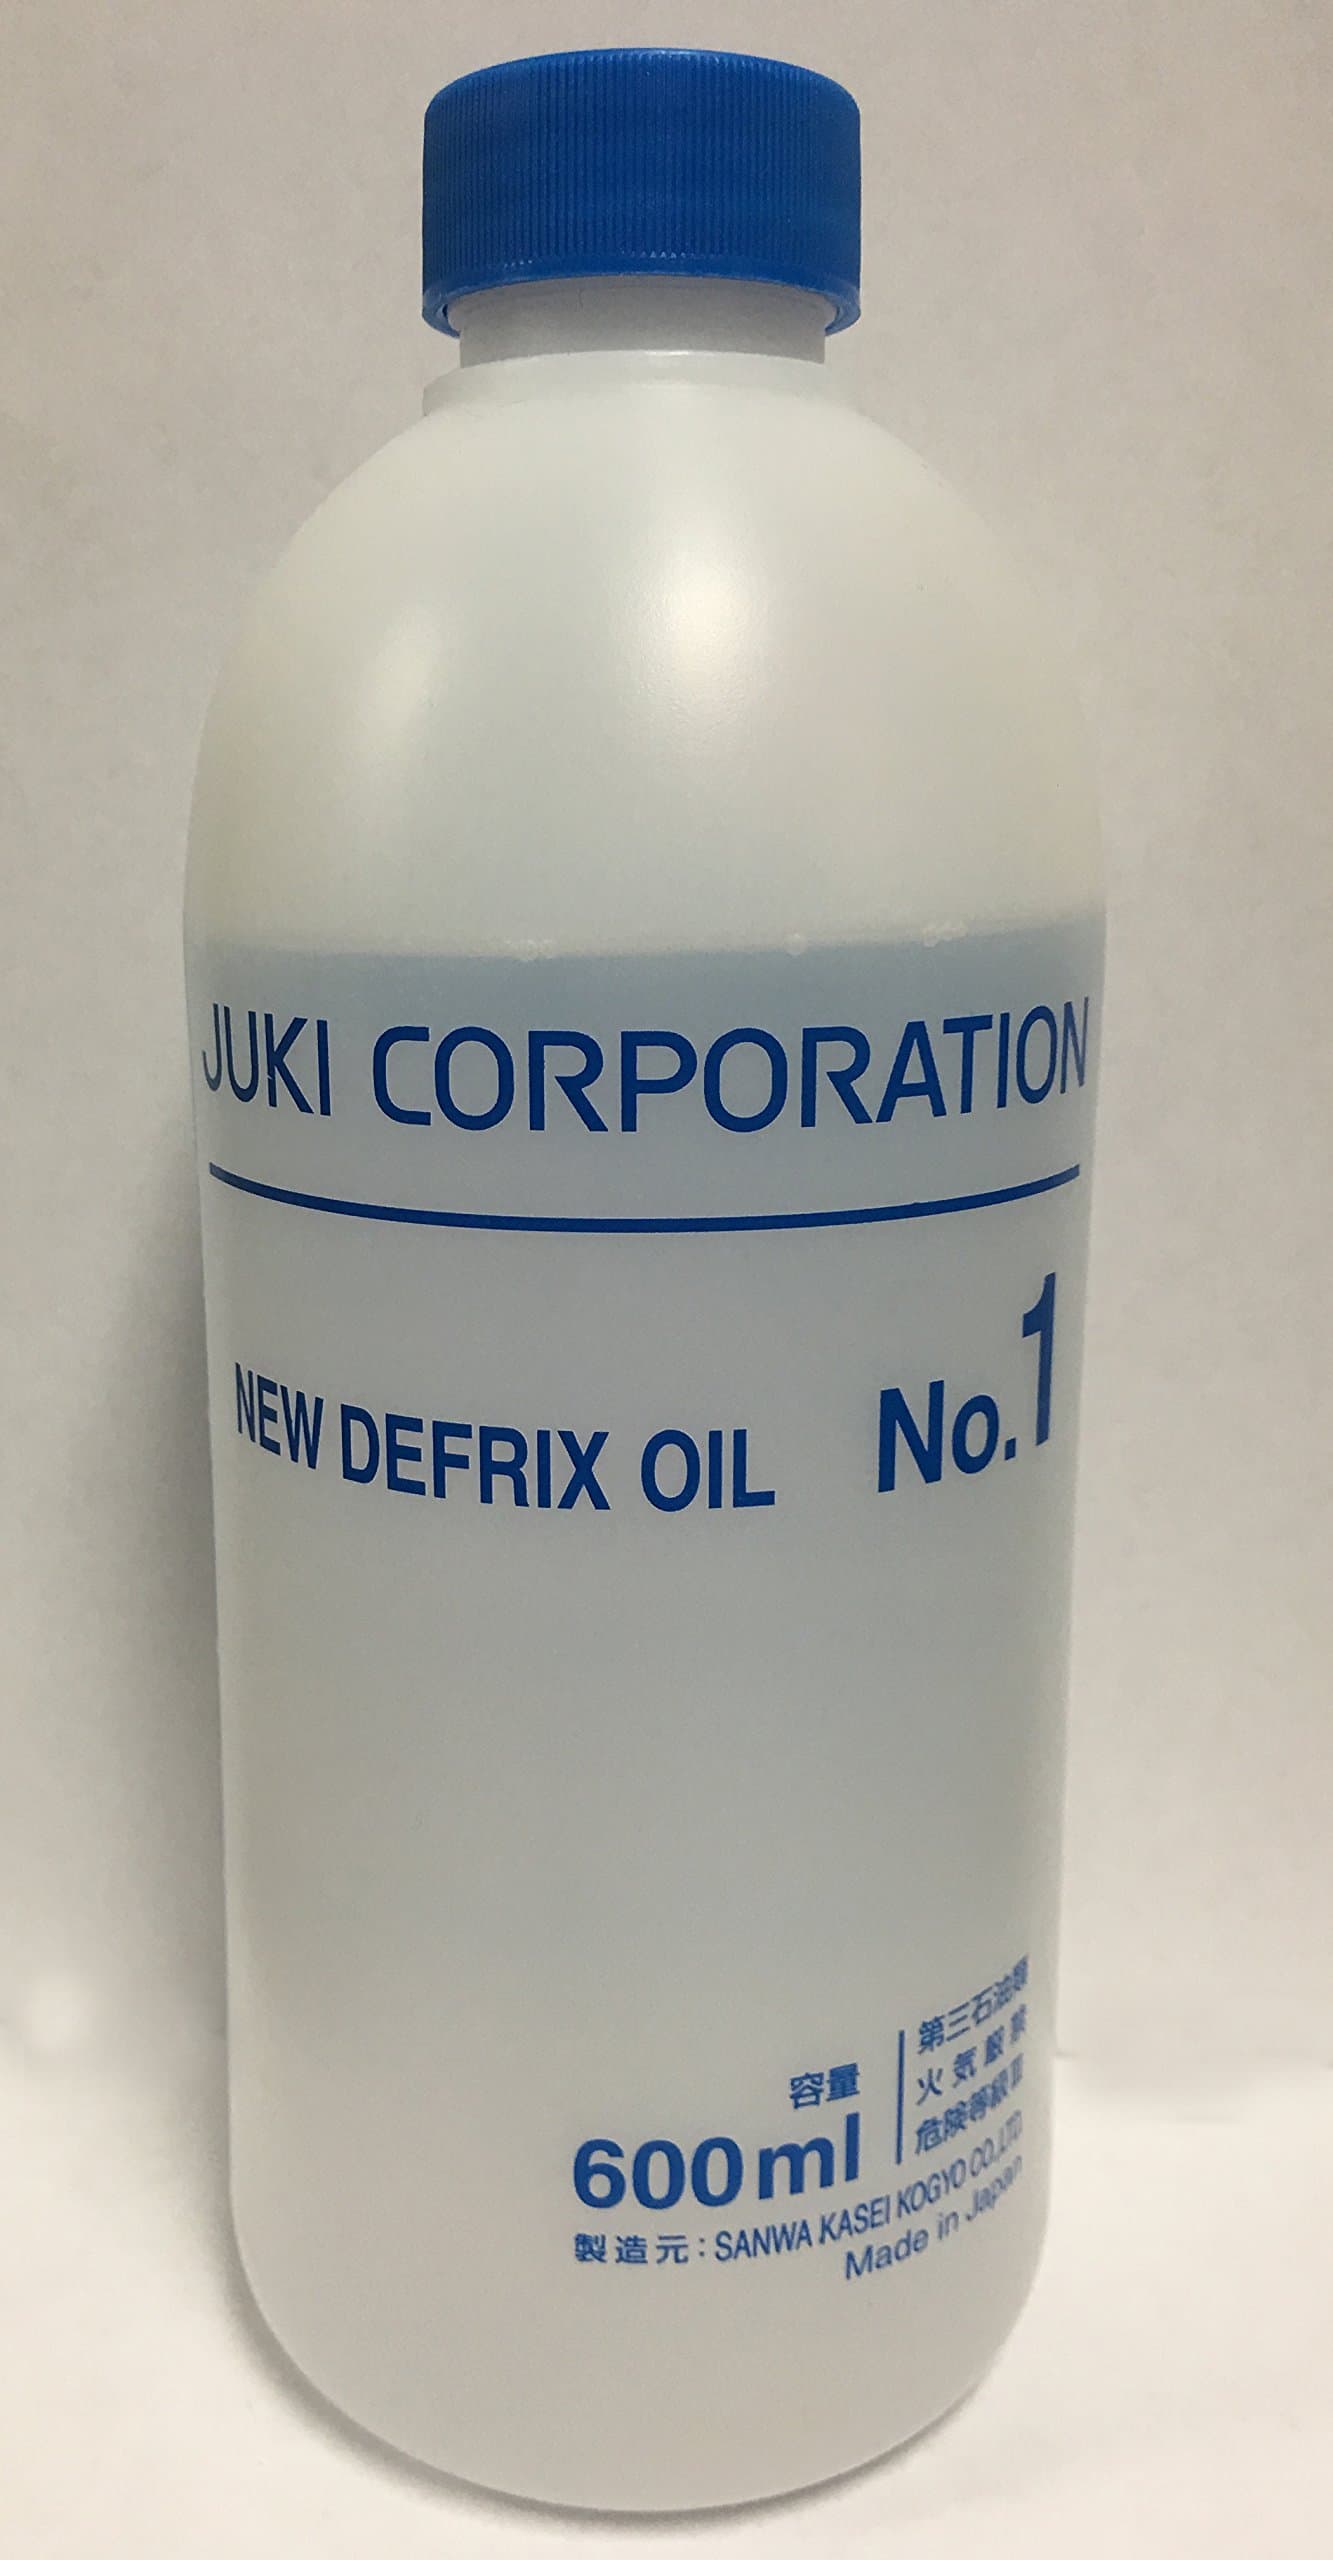 JUKI CORPORATION
NEW DEFRIX OIL No.1
容量
600ml
第三石油類
火気厳禁
危険等級Ⅲ
製造元:SANWA KASEI KOGYO CO.,LTD.
Made in Japan